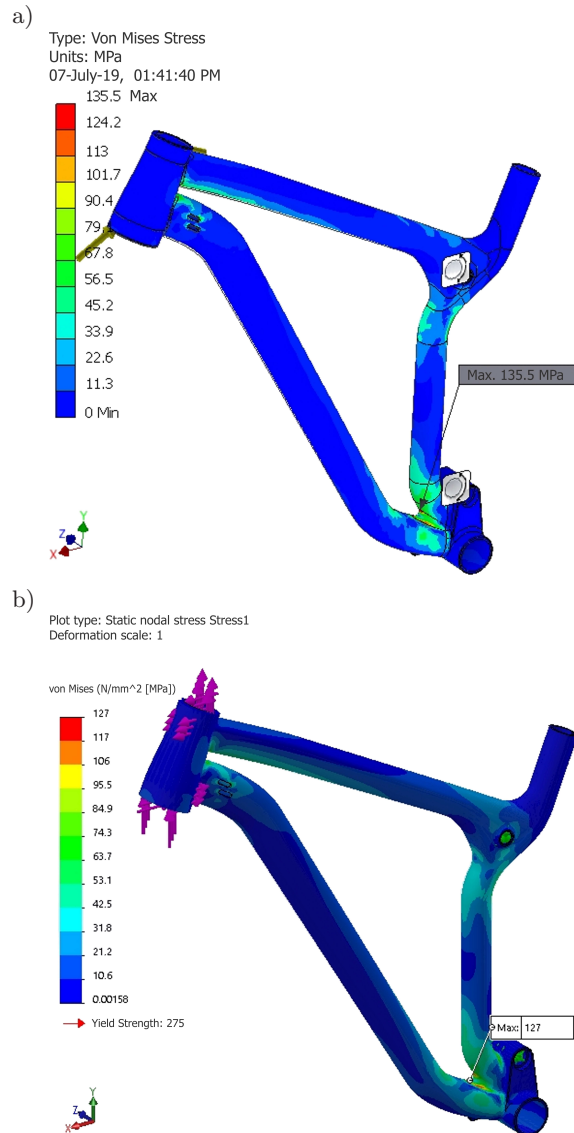 a)
Type: Von Mises Stress
Units: MPa
07-July-19, 01:41:40 PM
135.5 Max
124.2
113
101.7
90.4
79.1
67.8
56.5
45.2
33.9
22.6
11.3
0 Min
Max. 135.5 MPa
Y
Z
X
b)
Plot type: Static nodal stress Stress1
Deformation scale: 1
von Mises (N/mm^2 [MPa])
127
117
106
95.5
84.9
74.3
63.7
53.1
42.5
31.8
21.2
10.6
0.00158
Yield Strength: 275
Max: 127
Y
Z
X